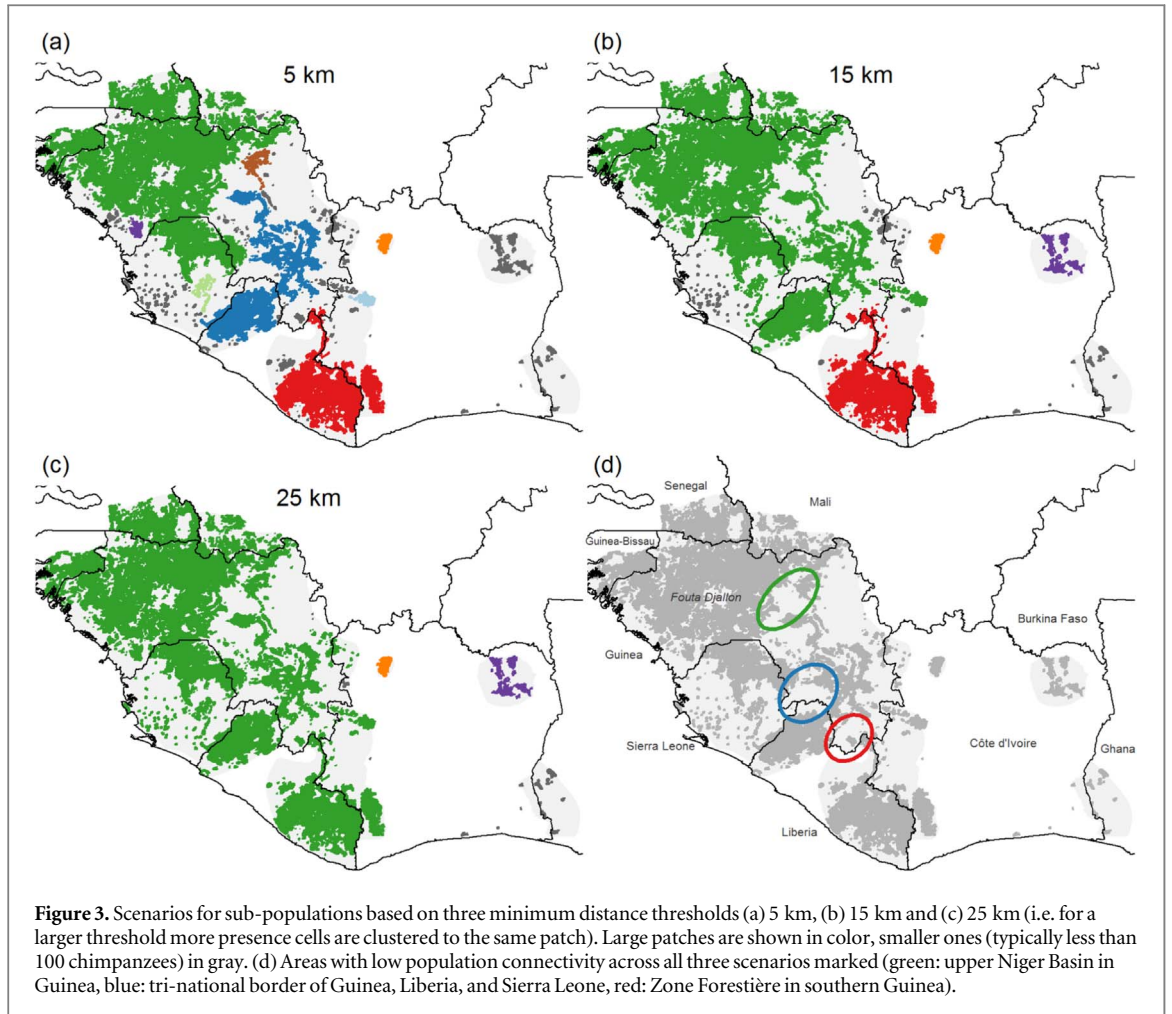 (a)
5 km
(b)
15 km
(c)
25 km
(d)
Senegal
Mali
Guinea-Bissau
Fouta Djallon
Burkina Faso
Guinea
Sierra Leone
Côte d'Ivoire
Ghana
Liberia
Figure 3. Scenarios for sub-populations based on three minimum distance thresholds (a) 5 km, (b) 15 km and (c) 25 km (i.e. for a
larger threshold more presence cells are clustered to the same patch). Large patches are shown in color, smaller ones (typically less than
100 chimpanzees) in gray. (d) Areas with low population connectivity across all three scenarios marked (green: upper Niger Basin in
Guinea, blue: tri-national border of Guinea, Liberia, and Sierra Leone, red: Zone Forestière in southern Guinea).